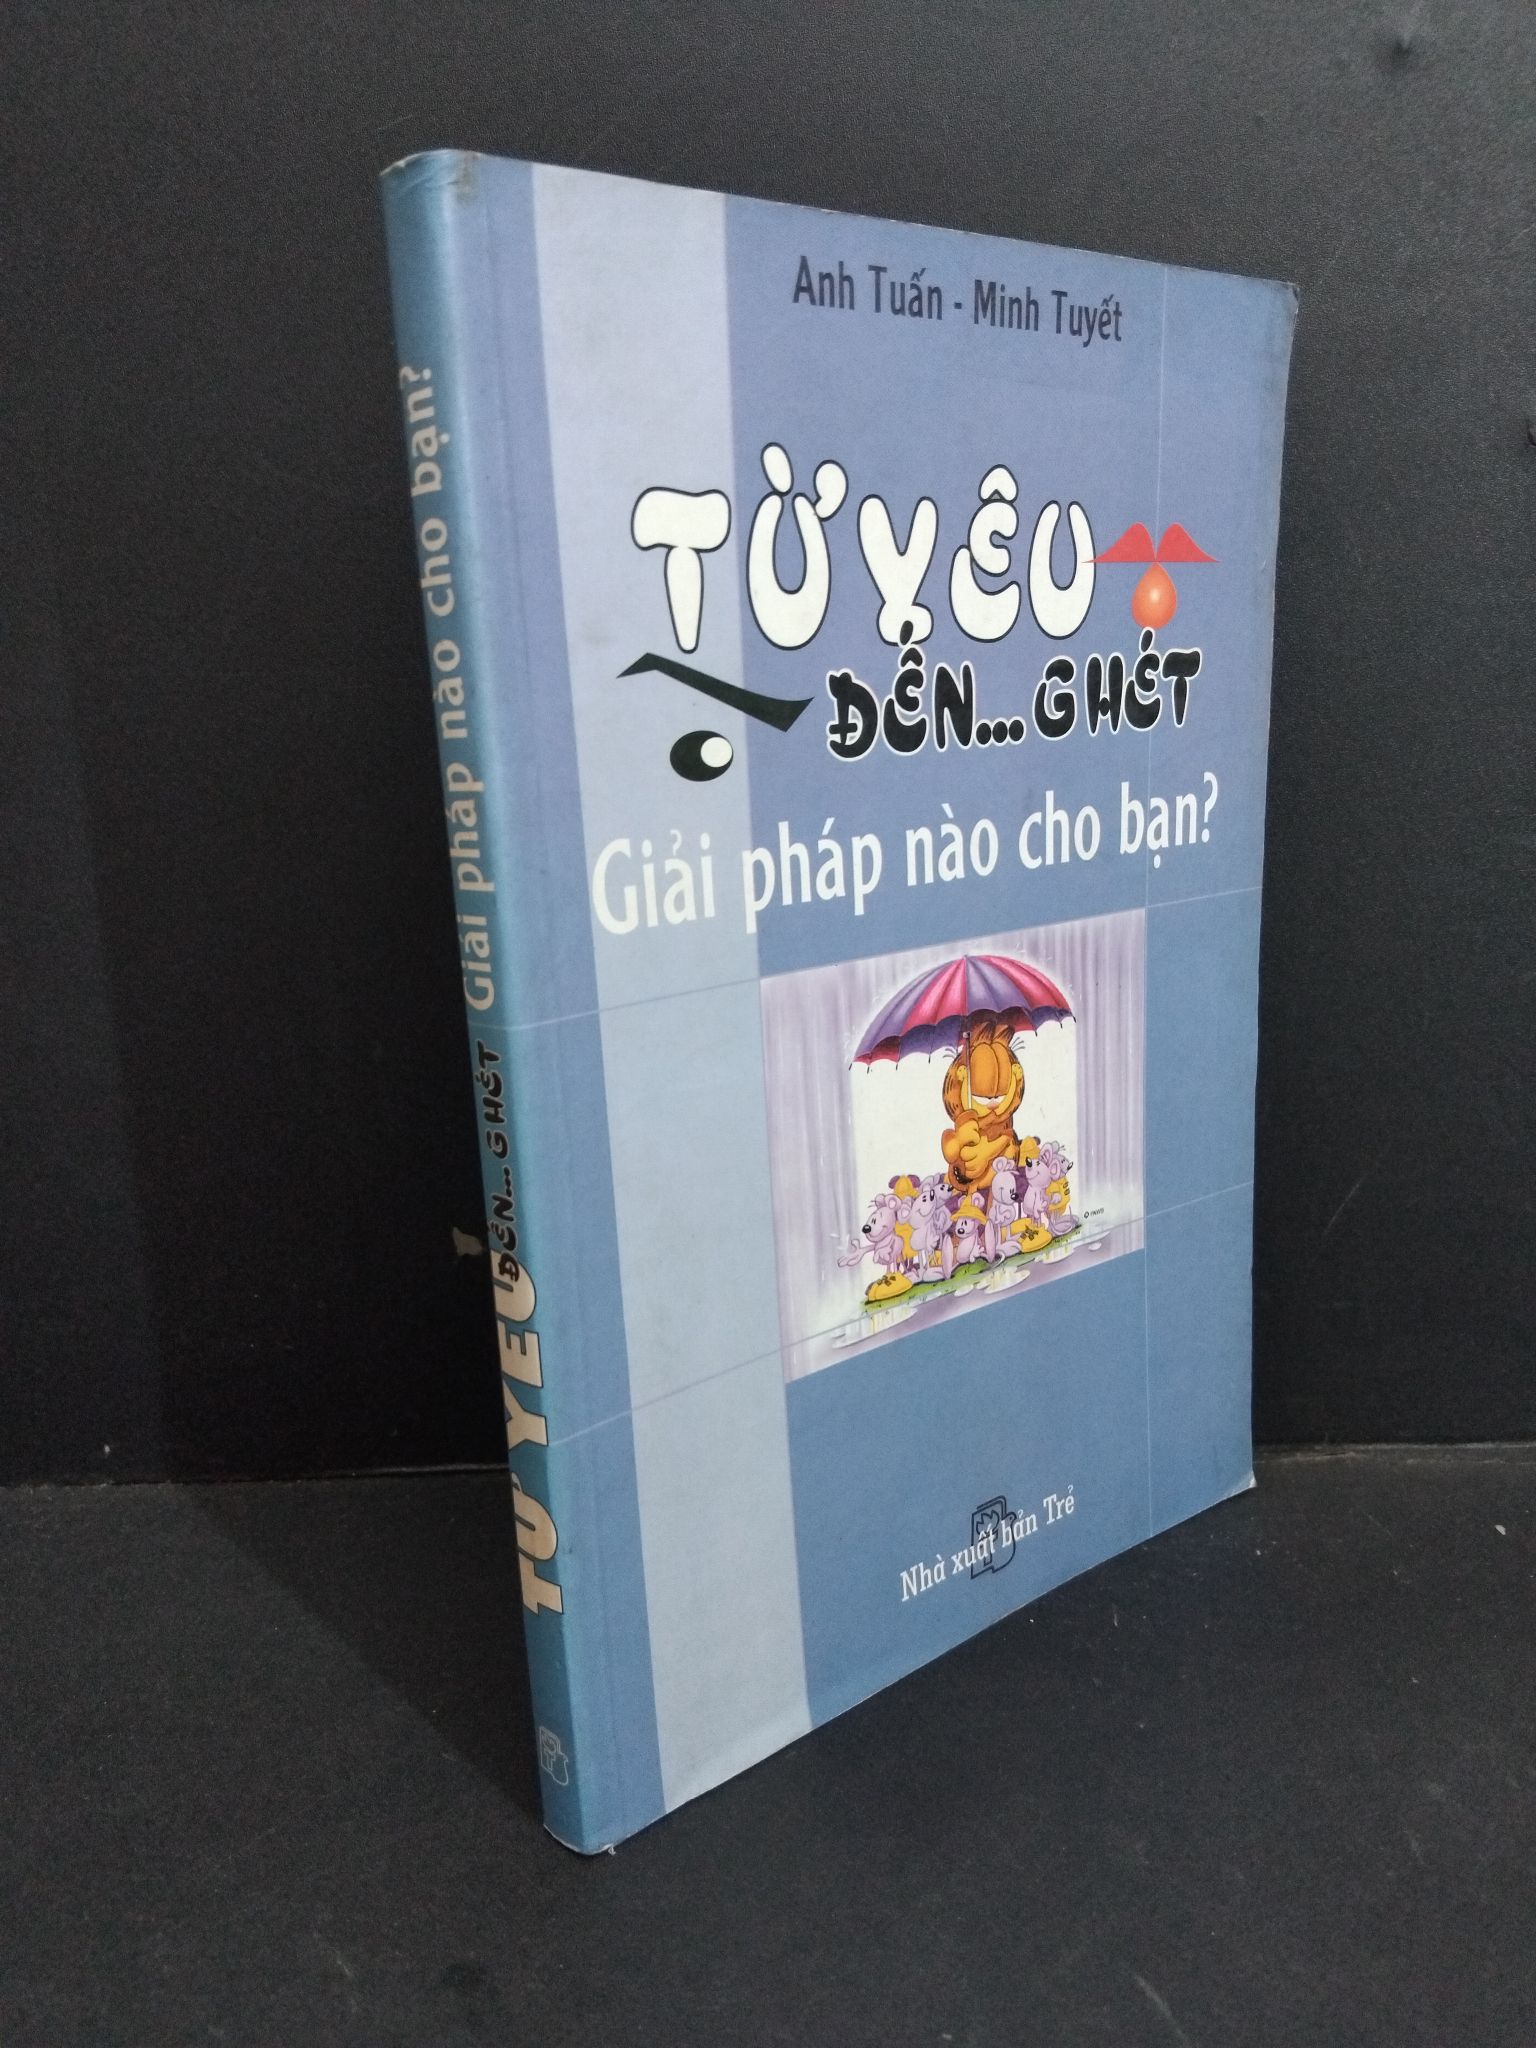 Anh Tuấn - Minh Tuyết
TỪ YÊU
ĐẾN... GHÉT
Giải pháp nào cho bạn?
© PAWS
Nhà xuất bản Trẻ
TỪ YÊU ĐẾN... GHÉT Giải pháp nào cho bạn?